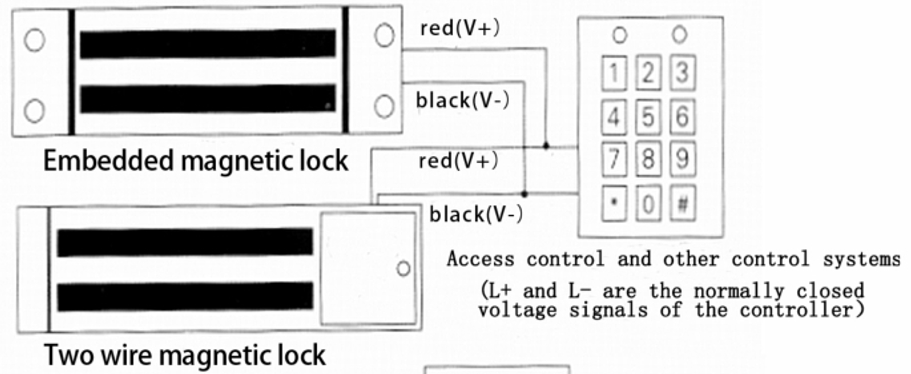 red(V+)
black(V-)
Embedded magnetic lock
red(V+)
black(V-)
1 2 3
4 5 6
7 8 9
* 0 #
Access control and other control systems
(L+ and L- are the normally closed
voltage signals of the controller)
Two wire magnetic lock